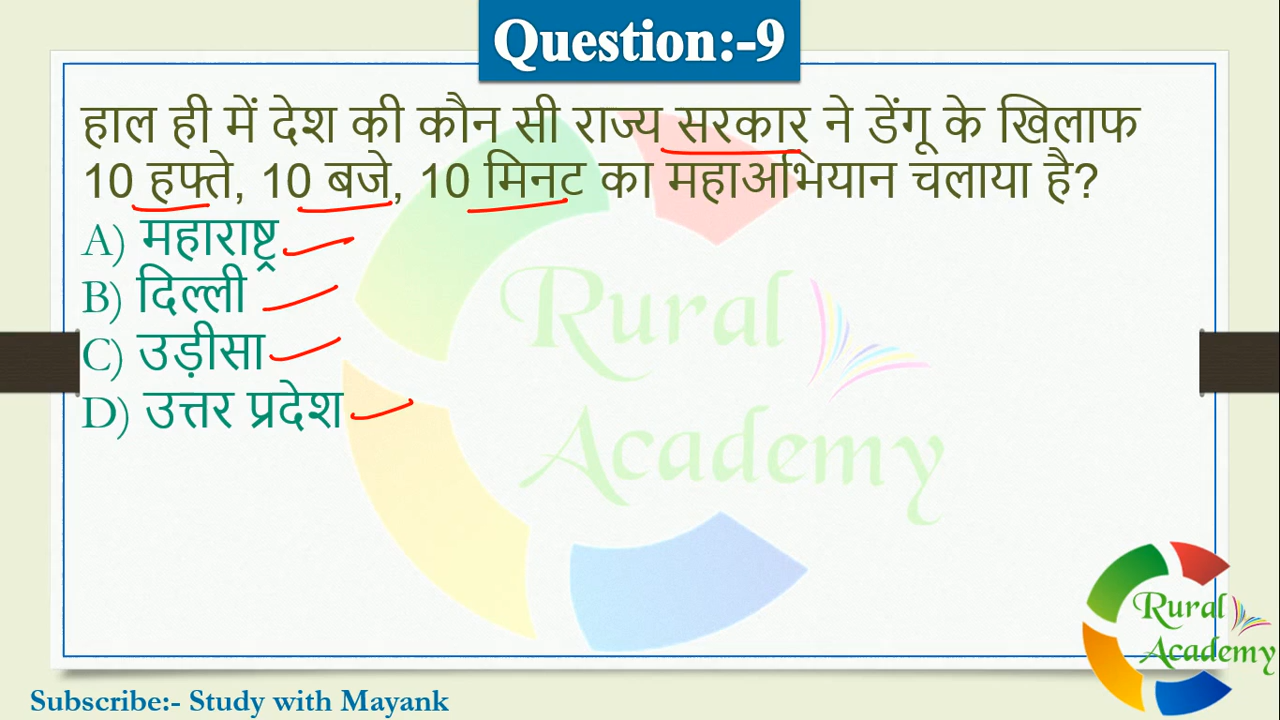 Question:-9
हाल ही में देश की कौन सी राज्य सरकार ने डेंगू के खिलाफ
10 हफ्ते, 10 बजे, 10 मिनट का महाअभियान चलाया है?
A) महाराष्ट्र
B) दिल्ली
C) उड़ीसा
D) उत्तर प्रदेश
Rural
Academy
Rural
Academy
Subscribe:- Study with Mayank